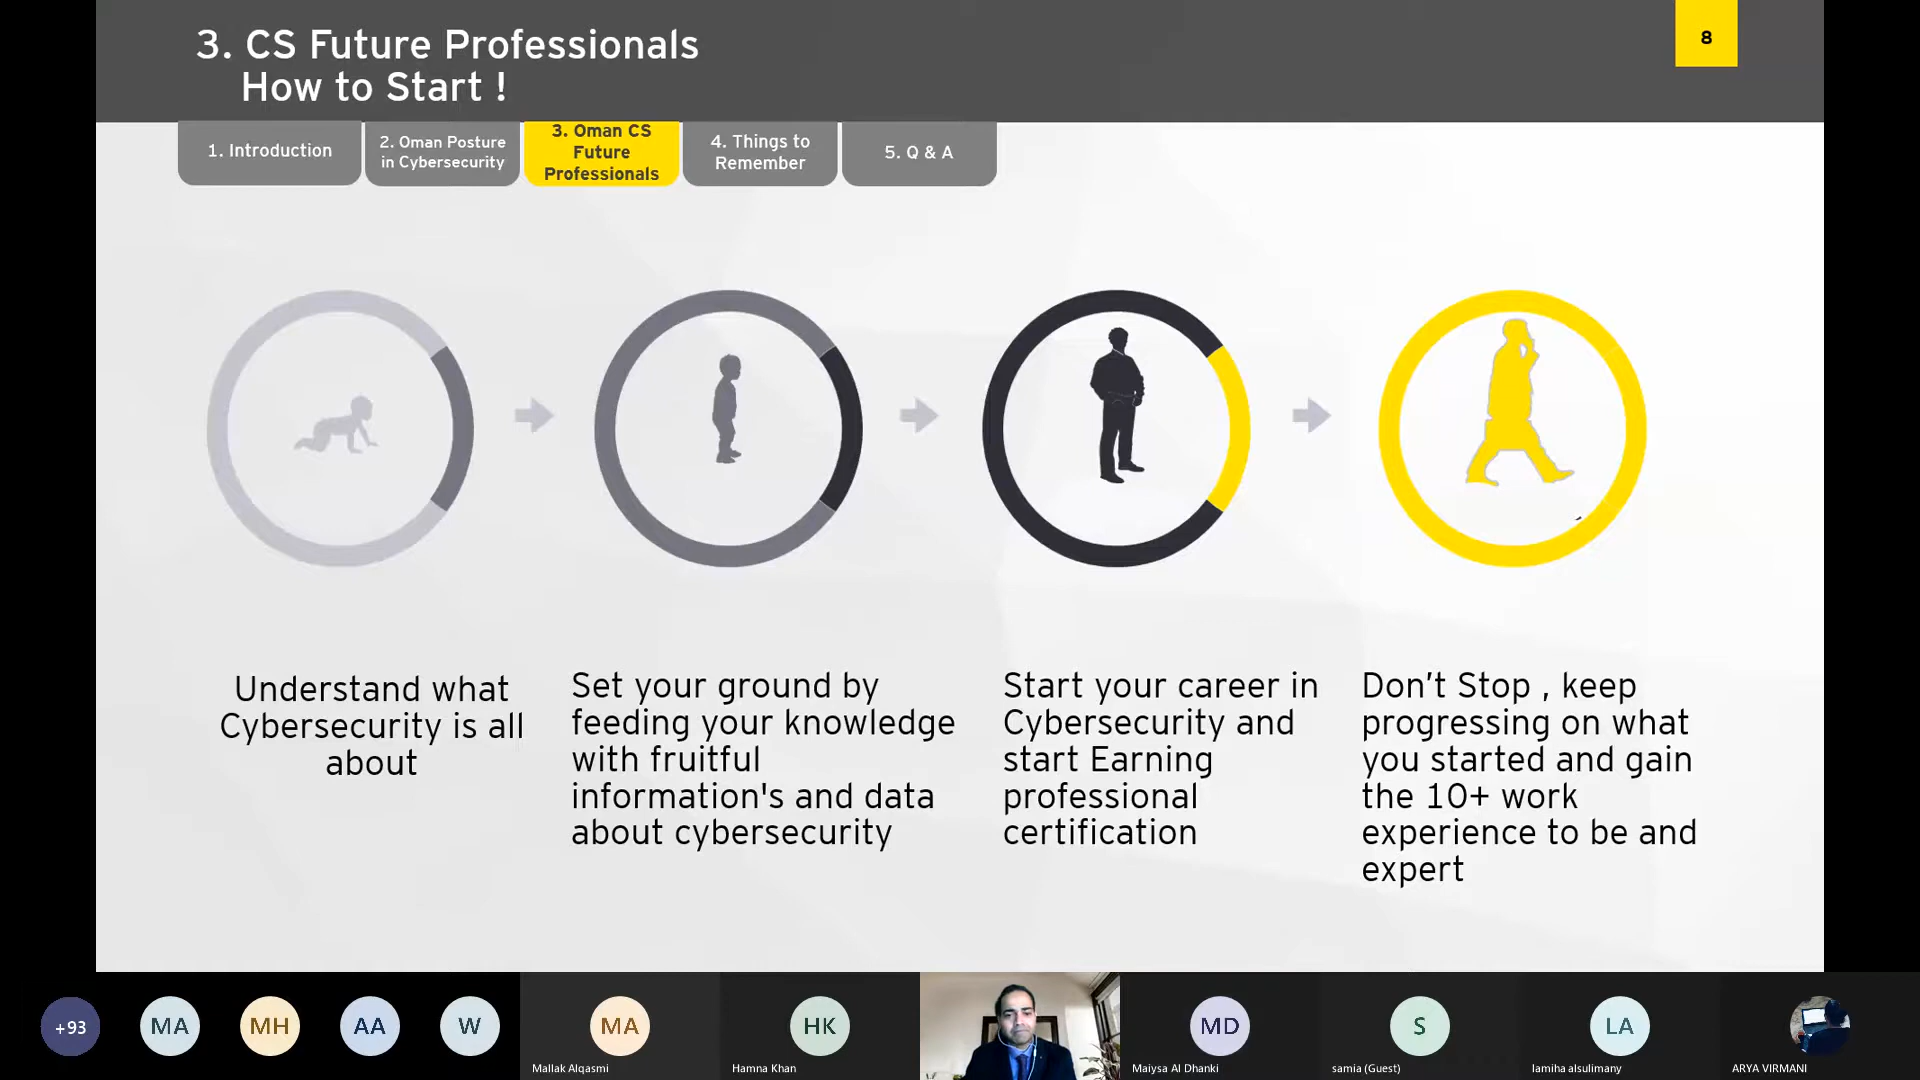 3. CS Future Professionals
How to Start !
8
1. Introduction
2. Oman Posture
in Cybersecurity
3. Oman CS
Future
Professionals
4. Things to
Remember
5. Q & A
Understand what
Cybersecurity is all
about
Set your ground by
feeding your knowledge
with fruitful
information's and data
about cybersecurity
Start your career in
Cybersecurity and
start Earning
professional
certification
Don’t Stop , keep
progressing on what
you started and gain
the 10+ work
experience to be and
expert
+93
MA
MH
AA
W
MA
Mallak Alqasmi
HK
Hamna Khan
MD
Maiysa Al Dhanki
S
samia (Guest)
LA
lamiha alsulimany
ARYA VIRMANI